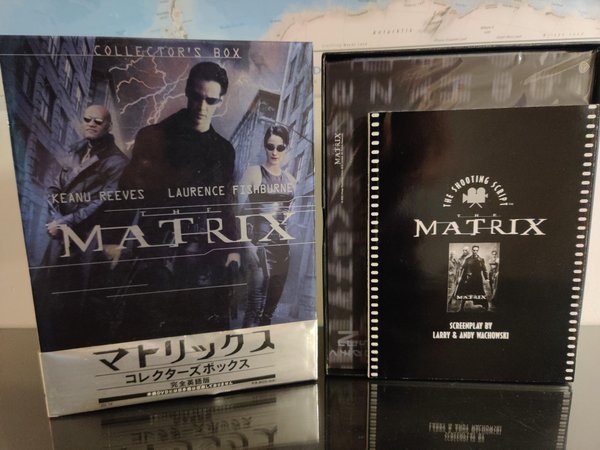 COLLECTOR'S BOX
KEANU REEVES LAURENCE FISHBURNE
THE
MATRIX
マトリックス
コレクターズボックス
完全英語版
MATRIX
THE SHOOTING SCRIPT
THE
MATRIX
MATRIX
SCREENPLAY BY
LARRY & ANDY WACHOWSKI